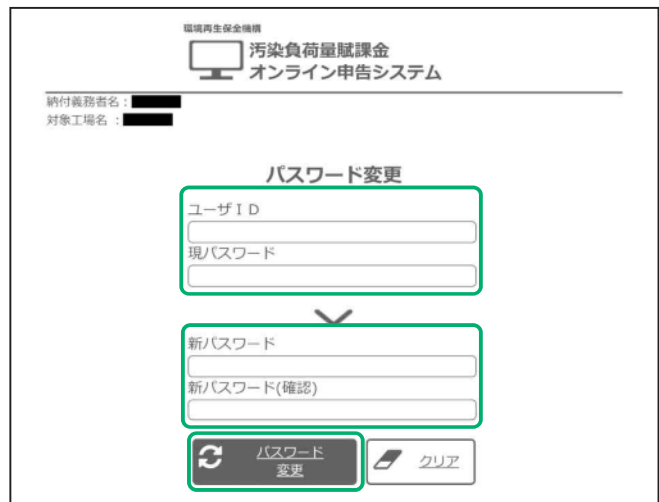 環境再生保全機構
汚染負荷量賦課金
オンライン申告システム
納付義務者名：
対象工場名 ：
パスワード変更
ユーザＩＤ
現パスワード
新パスワード
新パスワード(確認)
パスワード
変更
クリア